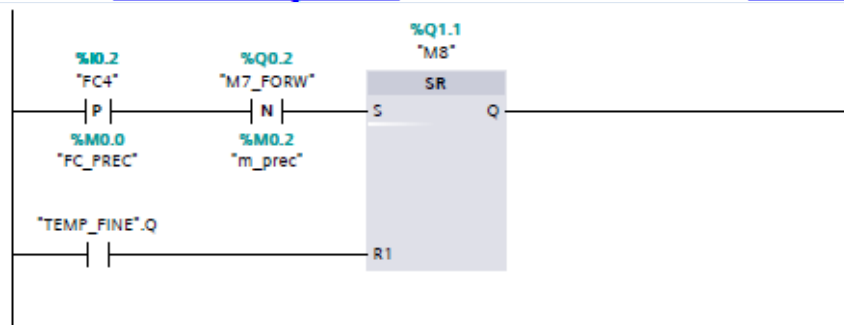 %Q1.1
"M8"
%I0.2
%Q0.2
"FC4"
"M7_FORW"
SR
P
N
S
Q
%M0.0
%M0.2
"FC_PREC"
"m_prec"
"TEMP_FINE".Q
R1